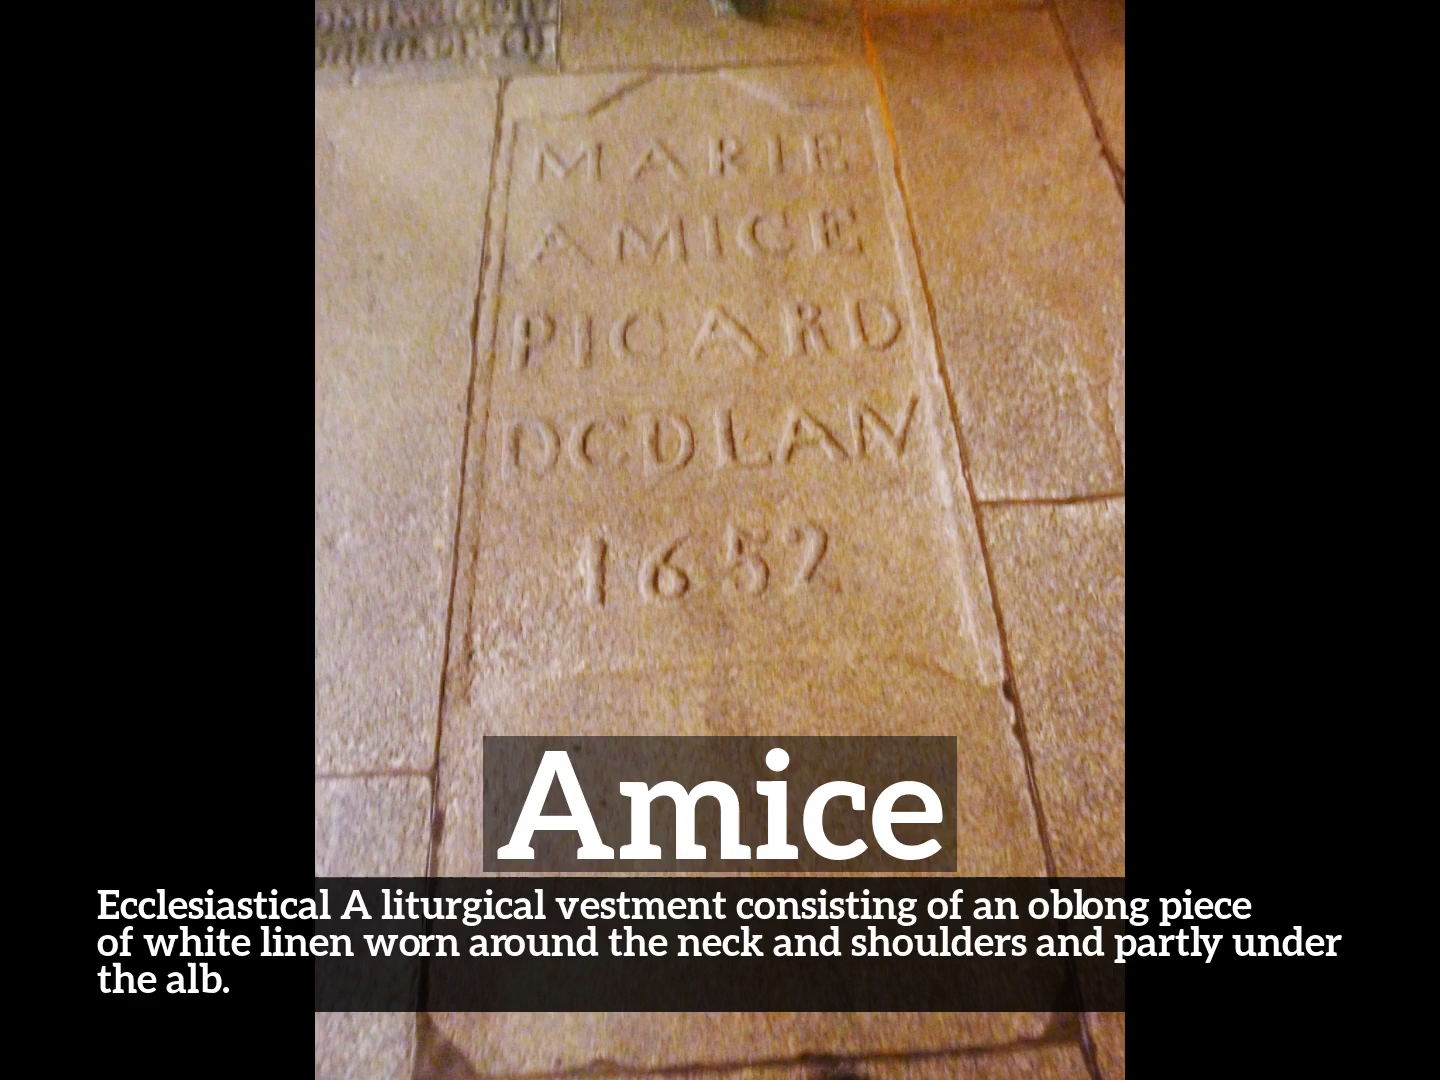 MARIE
AMICE
PICARD
DCDLAN
1652
Amice
Ecclesiastical A liturgical vestment consisting of an oblong piece
of white linen worn around the neck and shoulders and partly under
the alb.